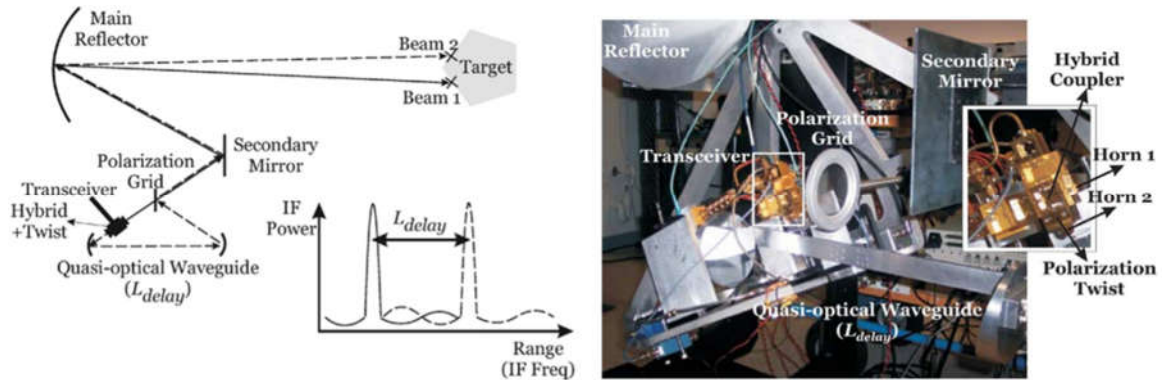 Main
Reflector
Beam 2
Target
Beam 1
Secondary
Mirror
Polarization
Grid
Transceiver
Hybrid
+Twist
Quasi-optical Waveguide
(L_delay)
IF
Power
L_delay
Range
(IF Freq)
Main
Reflector
Secondary
Mirror
Polarization
Grid
Transceiver
Quasi-optical Waveguide
(L_delay)
Hybrid
Coupler
Horn 1
Horn 2
Polarization
Twist